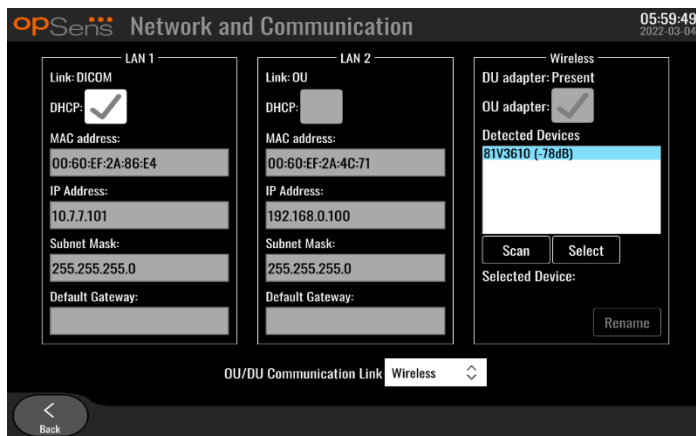 opSens Network and Communication
05:59:49
2022-03-04
LAN 1
Link: DICOM
DHCP:
MAC address:
00:60:EF:2A:86:E4
IP Address:
10.7.7.101
Subnet Mask:
255.255.255.0
Default Gateway:
LAN 2
Link: OU
DHCP:
MAC address:
00:60:EF:2A:4C:71
IP Address:
192.168.0.100
Subnet Mask:
255.255.255.0
Default Gateway:
Wireless
DU adapter: Present
OU adapter:
Detected Devices
81V3610 (-78dB)
Scan Select
Selected Device:
Rename
OU/DU Communication Link Wireless
Back